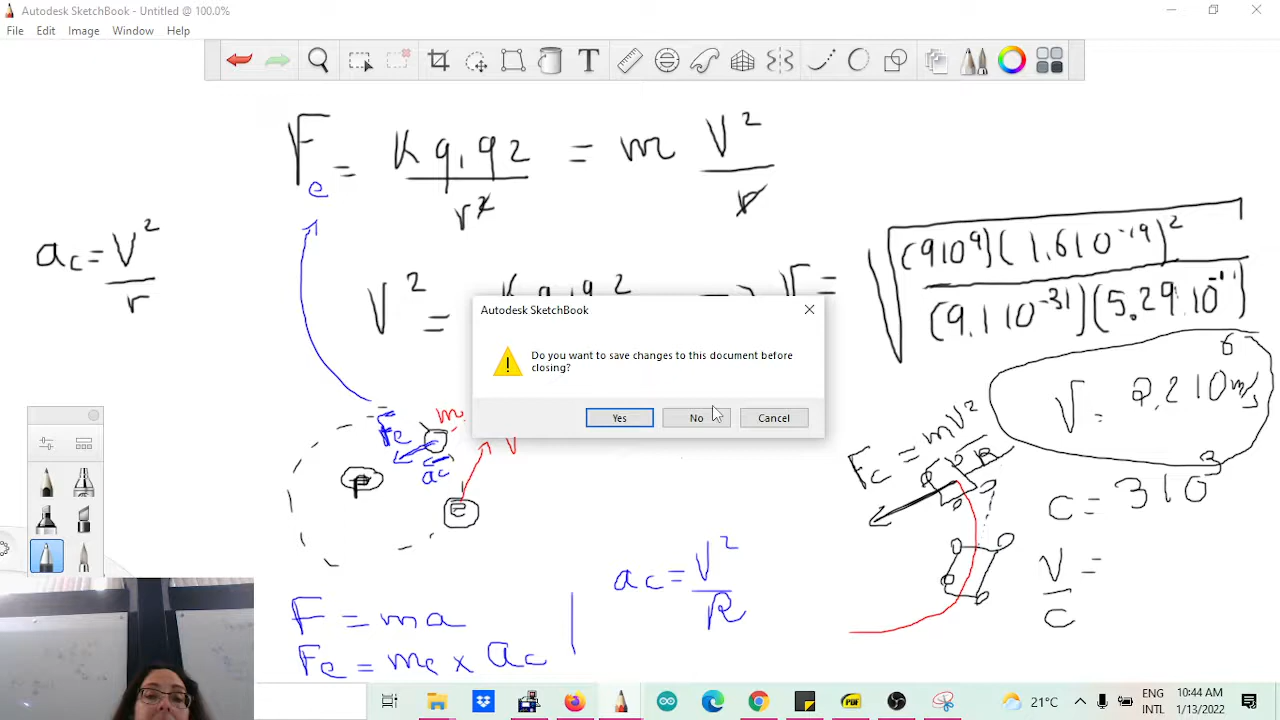 Autodesk SketchBook - Untitled @ 100.0%
File Edit Image Window Help
Fe = Kq1q2 / r² = m V² / r
ac = V² / r
V² = Kq1q2 → V = √ (9 10⁹)(1.6 10⁻¹⁹)² / (9.1 10⁻³¹)(5.29 10⁻¹¹)
Autodesk SketchBook
Do you want to save changes to this document before
closing?
Yes No Cancel
V = 2.2 10⁶ m/s
Fe m
ac V
P
e
Fc = mV²/R
c = 3 10⁸
V / c =
ac = V² / R
F = ma
Fe = me x ac
21°C
ENG
INTL
10:44 AM
1/13/2022
PDF